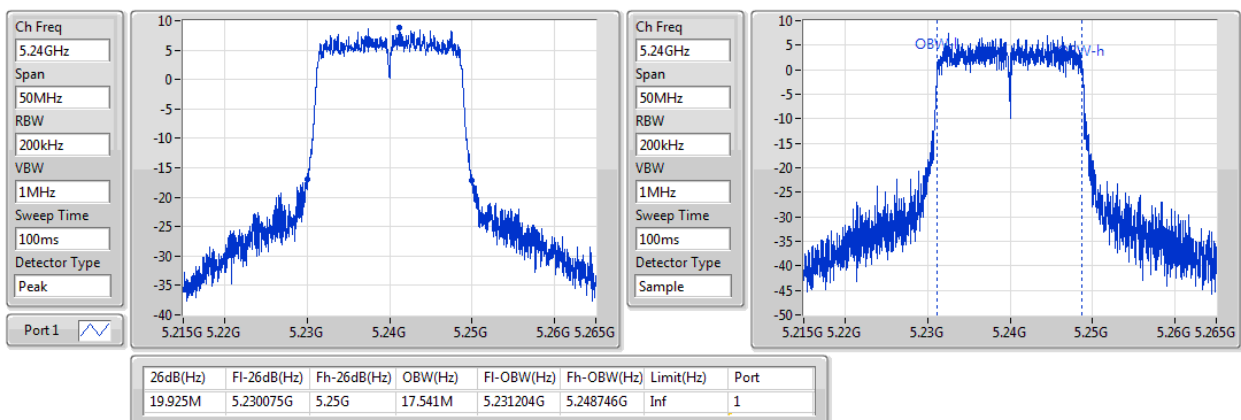 Ch Freq
5.24GHz
Span
50MHz
RBW
200kHz
VBW
1MHz
Sweep Time
100ms
Detector Type
Peak
Port 1
10
5
0
-5
-10
-15
-20
-25
-30
-35
-40
5.215G 5.22G 5.23G 5.24G 5.25G 5.26G 5.265G
Ch Freq
5.24GHz
Span
50MHz
RBW
200kHz
VBW
1MHz
Sweep Time
100ms
Detector Type
Sample
10
5
0
-5
-10
-15
-20
-25
-30
-35
-40
-45
-50
5.215G 5.22G 5.23G 5.24G 5.25G 5.26G 5.265G
26dB(Hz) Fl-26dB(Hz) Fh-26dB(Hz) OBW(Hz) Fl-OBW(Hz) Fh-OBW(Hz) Limit(Hz) Port
19.925M 5.230075G 5.25G 17.541M 5.231204G 5.248746G Inf 1